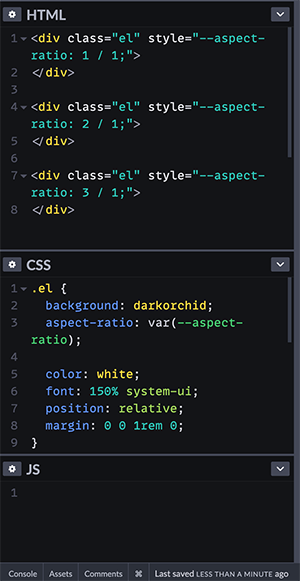 HTML
1 <div class="el" style="--aspect-
ratio: 1 / 1;">
2 </div>
3
4 <div class="el" style="--aspect-
ratio: 2 / 1;">
5 </div>
6
7 <div class="el" style="--aspect-
ratio: 3 / 1;">
8 </div>
CSS
1 .el {
2 background: darkorchid;
3 aspect-ratio: var(--aspect-
ratio);
4
5 color: white;
6 font: 150% system-ui;
7 position: relative;
8 margin: 0 0 1rem 0;
9 }
JS
1
Console Assets Comments ⌘ Last saved LESS THAN A MINUTE ago